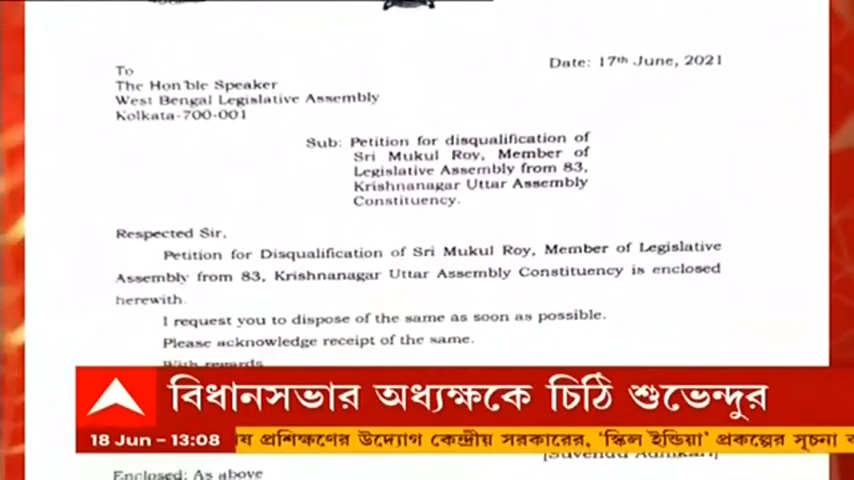 Date: 17th June, 2021
To
The Hon'ble Speaker
West Bengal Legislative Assembly
Kolkata-700-001
Sub: Petition for disqualification of
Sri Mukul Roy, Member of
Legislative Assembly from 83,
Krishnanagar Uttar Assembly
Constituency.
Respected Sir,
Petition for Disqualification of Sri Mukul Roy, Member of Legislative
Assembly from 83, Krishnanagar Uttar Assembly Constituency is enclosed
herewith.
I request you to dispose of the same as soon as possible.
Please acknowledge receipt of the same.
With regards
বিধানসভার অধ্যক্ষকে চিঠি শুভেন্দুর
18 Jun - 13:08
প্রশিক্ষণের উদ্যোগ কেন্দ্রীয় সরকারের, 'স্কিল ইন্ডিয়া' প্রকল্পের সূচনা
[Suvendu Adhikari]
Enclosed: As above